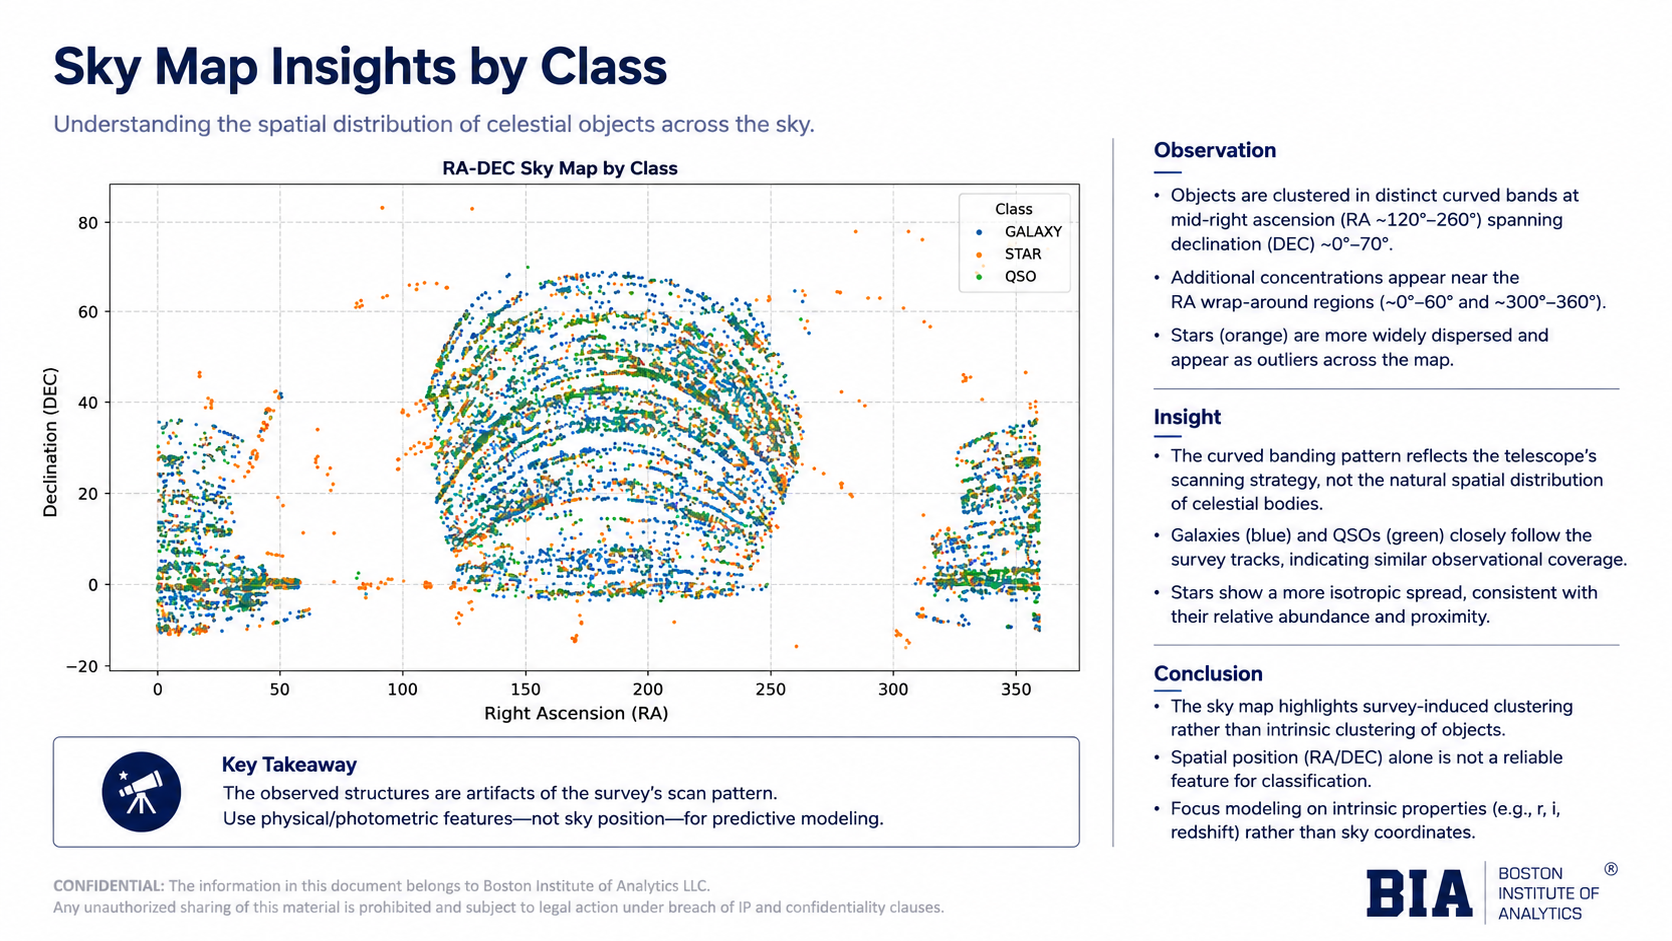 Sky Map Insights by Class
Understanding the spatial distribution of celestial objects across the sky.
RA-DEC Sky Map by Class
Class
GALAXY
STAR
QSO
Declination (DEC)
80
60
40
20
0
−20
0
50
100
150
200
250
300
350
Right Ascension (RA)
Key Takeaway
The observed structures are artifacts of the survey's scan pattern.
Use physical/photometric features—not sky position—for predictive modeling.
Observation
• Objects are clustered in distinct curved bands at
mid-right ascension (RA ~120°–260°) spanning
declination (DEC) ~0°–70°.
• Additional concentrations appear near the
RA wrap-around regions (~0°–60° and ~300°–360°).
• Stars (orange) are more widely dispersed and
appear as outliers across the map.
Insight
• The curved banding pattern reflects the telescope's
scanning strategy, not the natural spatial distribution
of celestial bodies.
• Galaxies (blue) and QSOs (green) closely follow the
survey tracks, indicating similar observational coverage.
• Stars show a more isotropic spread, consistent with
their relative abundance and proximity.
Conclusion
• The sky map highlights survey-induced clustering
rather than intrinsic clustering of objects.
• Spatial position (RA/DEC) alone is not a reliable
feature for classification.
• Focus modeling on intrinsic properties (e.g., r, i,
redshift) rather than sky coordinates.
CONFIDENTIAL: The information in this document belongs to Boston Institute of Analytics LLC.
Any unauthorized sharing of this material is prohibited and subject to legal action under breach of IP and confidentiality clauses.
BIA
BOSTON
INSTITUTE OF
ANALYTICS
®